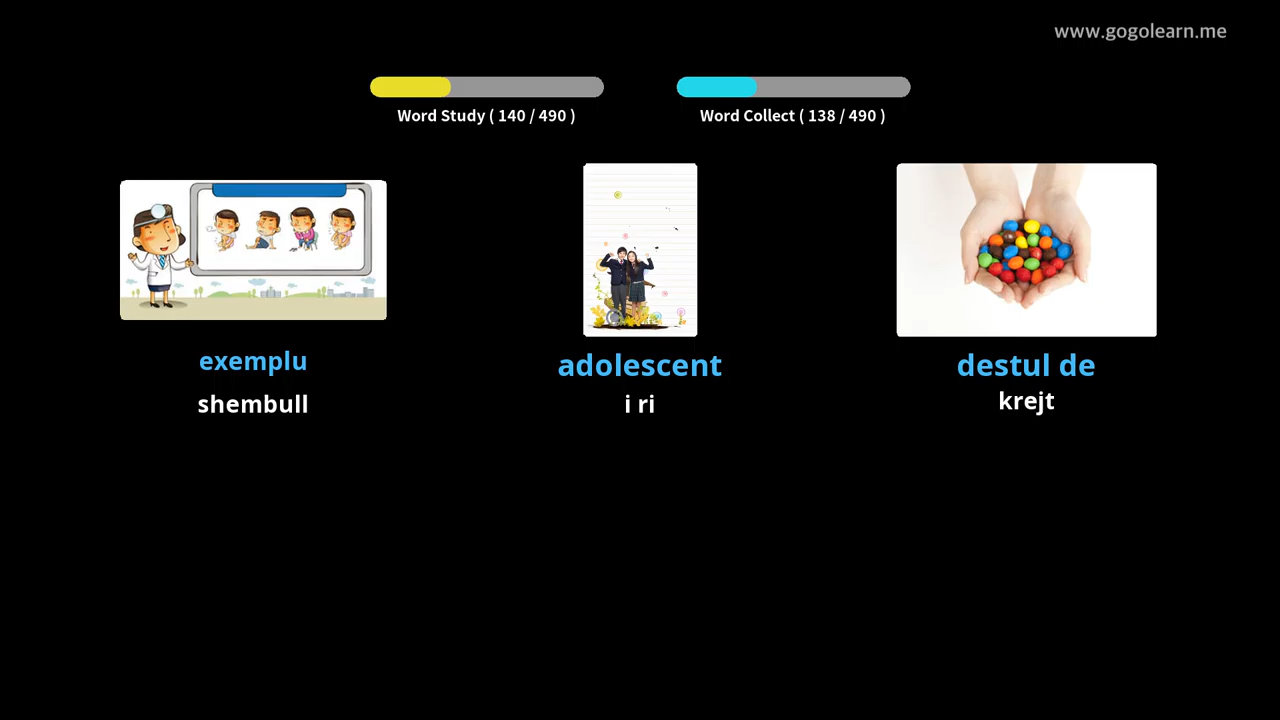 www.gogolearn.me
Word Study ( 140 / 490 )
Word Collect ( 138 / 490 )
exemplu
adolescent
destul de
shembull
i ri
krejt